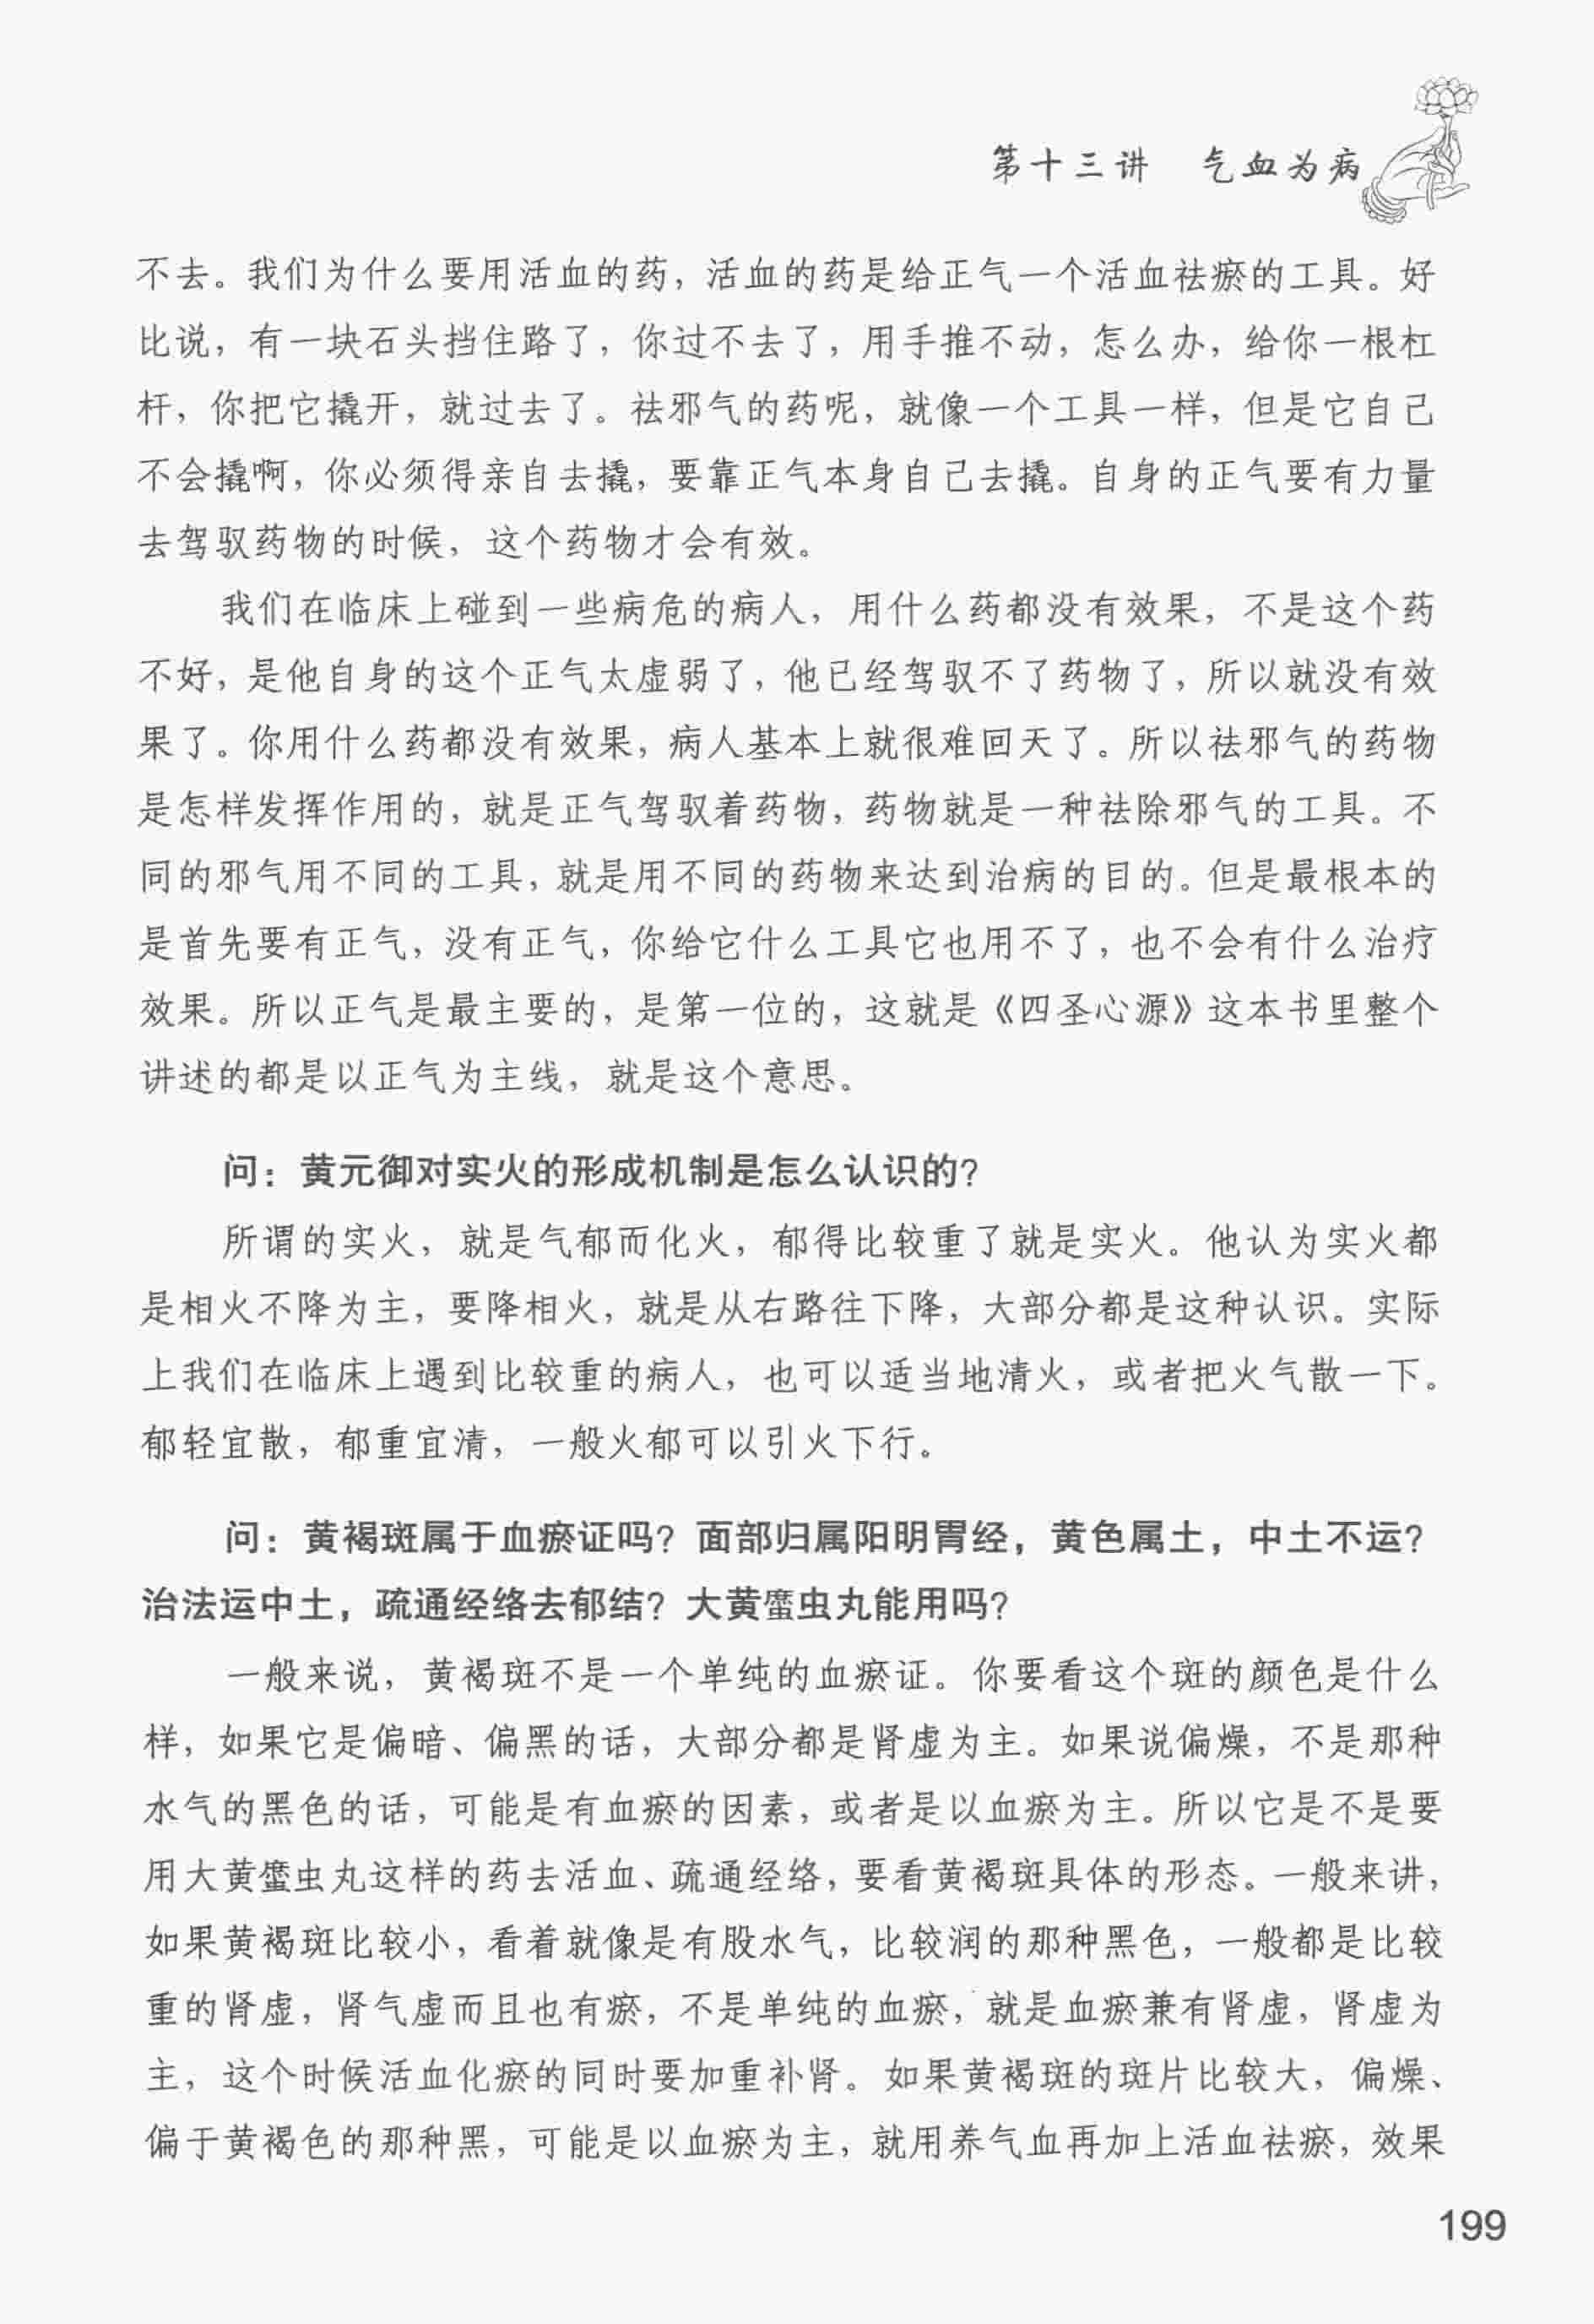 第十三讲 气血为病
不去。我们为什么要用活血的药，活血的药是给正气一个活血祛瘀的工具。好
比说，有一块石头挡住路了，你过不去了，用手推不动，怎么办，给你一根杠
杆，你把它撬开，就过去了。祛邪气的药呢，就像一个工具一样，但是它自己
不会撬啊，你必须得亲自去撬，要靠正气本身自己去撬。自身的正气要有力量
去驾驭药物的时候，这个药物才会有效。
我们在临床上碰到一些病危的病人，用什么药都没有效果，不是这个药
不好，是他自身的这个正气太虚弱了，他已经驾驭不了药物了，所以就没有效
果了。你用什么药都没有效果，病人基本上就很难回天了。所以祛邪气的药物
是怎样发挥作用的，就是正气驾驭着药物，药物就是一种祛除邪气的工具。不
同的邪气用不同的工具，就是用不同的药物来达到治病的目的。但是最根本的
是首先要有正气，没有正气，你给它什么工具它也用不了，也不会有什么治疗
效果。所以正气是最主要的，是第一位的，这就是《四圣心源》这本书里整个
讲述的都是以正气为主线，就是这个意思。
问：黄元御对实火的形成机制是怎么认识的？
所谓的实火，就是气郁而化火，郁得比较重了就是实火。他认为实火都
是相火不降为主，要降相火，就是从右路往下降，大部分都是这种认识。实际
上我们在临床上遇到比较重的病人，也可以适当地清火，或者把火气散一下。
郁轻宜散，郁重宜清，一般火郁可以引火下行。
问：黄褐斑属于血瘀证吗？面部归属阳明胃经，黄色属土，中土不运？
治法运中土，疏通经络去郁结？大黄䗪虫丸能用吗？
一般来说，黄褐斑不是一个单纯的血瘀证。你要看这个斑的颜色是什么
样，如果它是偏暗、偏黑的话，大部分都是肾虚为主。如果说偏燥，不是那种
水气的黑色的话，可能是有血瘀的因素，或者是以血瘀为主。所以它是不是要
用大黄䗪虫丸这样的药去活血、疏通经络，要看黄褐斑具体的形态。一般来讲，
如果黄褐斑比较小，看着就像是有股水气，比较润的那种黑色，一般都是比较
重的肾虚，肾气虚而且也有瘀，不是单纯的血瘀，就是血瘀兼有肾虚，肾虚为
主，这个时候活血化瘀的同时要加重补肾。如果黄褐斑的斑片比较大，偏燥、
偏于黄褐色的那种黑，可能是以血瘀为主，就用养气血再加上活血祛瘀，效果
199